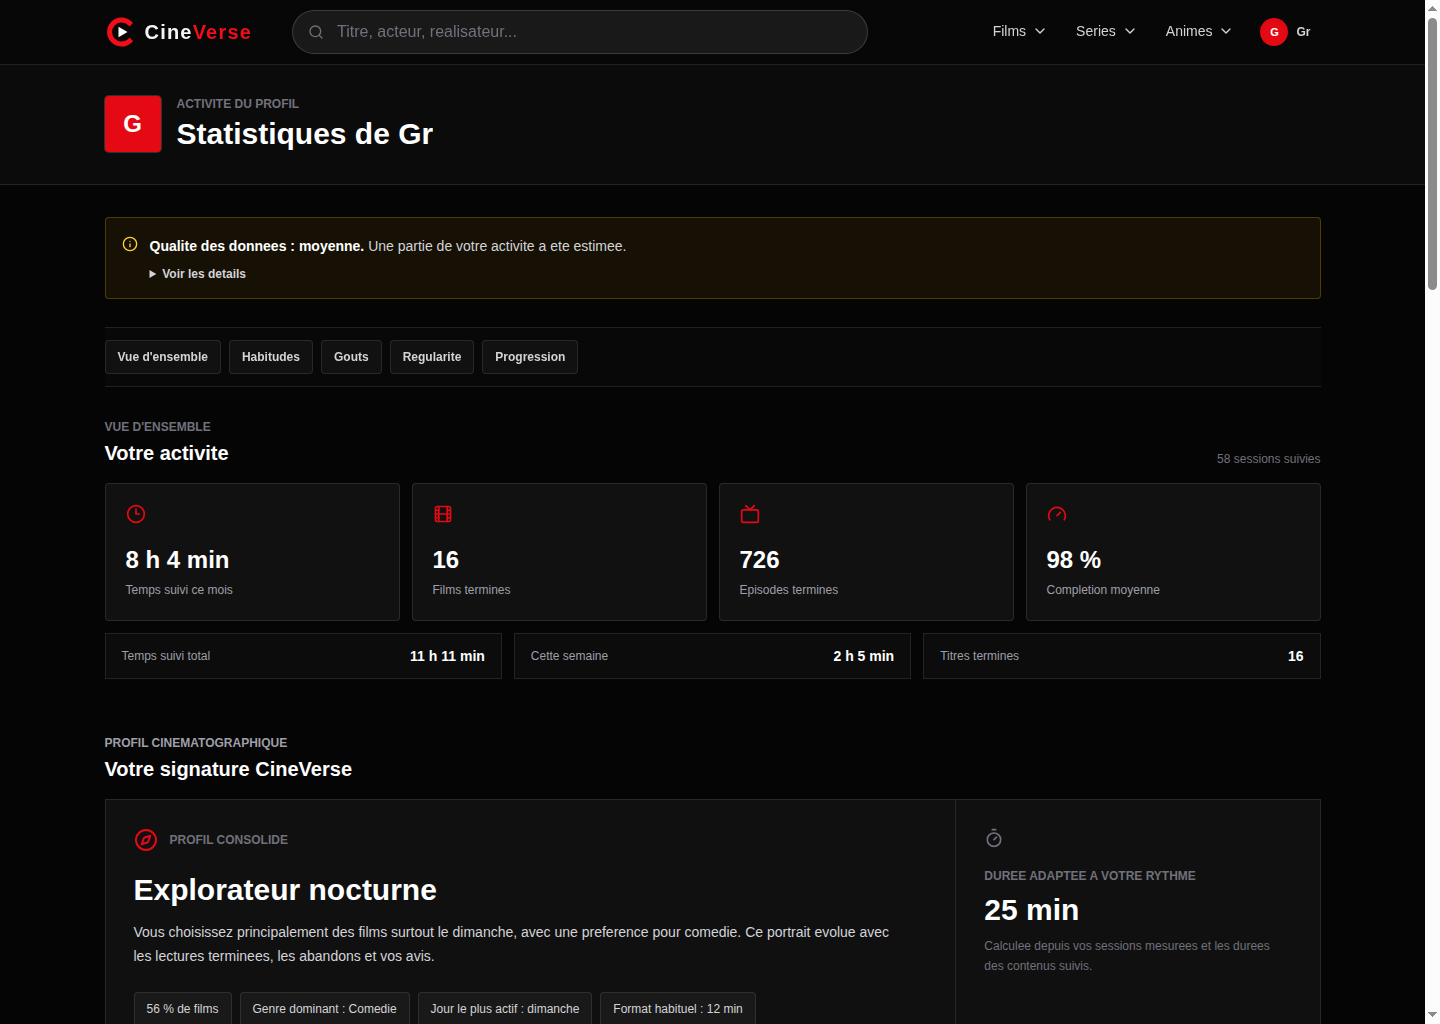 CineVerse
Titre, acteur, realisateur...
Films
Series
Animes
G
Gr
G
ACTIVITE DU PROFIL
Statistiques de Gr
Qualite des donnees : moyenne. Une partie de votre activite a ete estimee.
Voir les details
Vue d'ensemble
Habitudes
Gouts
Regularite
Progression
VUE D'ENSEMBLE
Votre activite
58 sessions suivies
8 h 4 min
Temps suivi ce mois
16
Films termines
726
Episodes termines
98 %
Completion moyenne
Temps suivi total
11 h 11 min
Cette semaine
2 h 5 min
Titres termines
16
PROFIL CINEMATOGRAPHIQUE
Votre signature CineVerse
PROFIL CONSOLIDE
Explorateur nocturne
Vous choisissez principalement des films surtout le dimanche, avec une preference pour comedie. Ce portrait evolue avec
les lectures terminees, les abandons et vos avis.
56 % de films
Genre dominant : Comedie
Jour le plus actif : dimanche
Format habituel : 12 min
DUREE ADAPTEE A VOTRE RYTHME
25 min
Calculee depuis vos sessions mesurees et les durees
des contenus suivis.